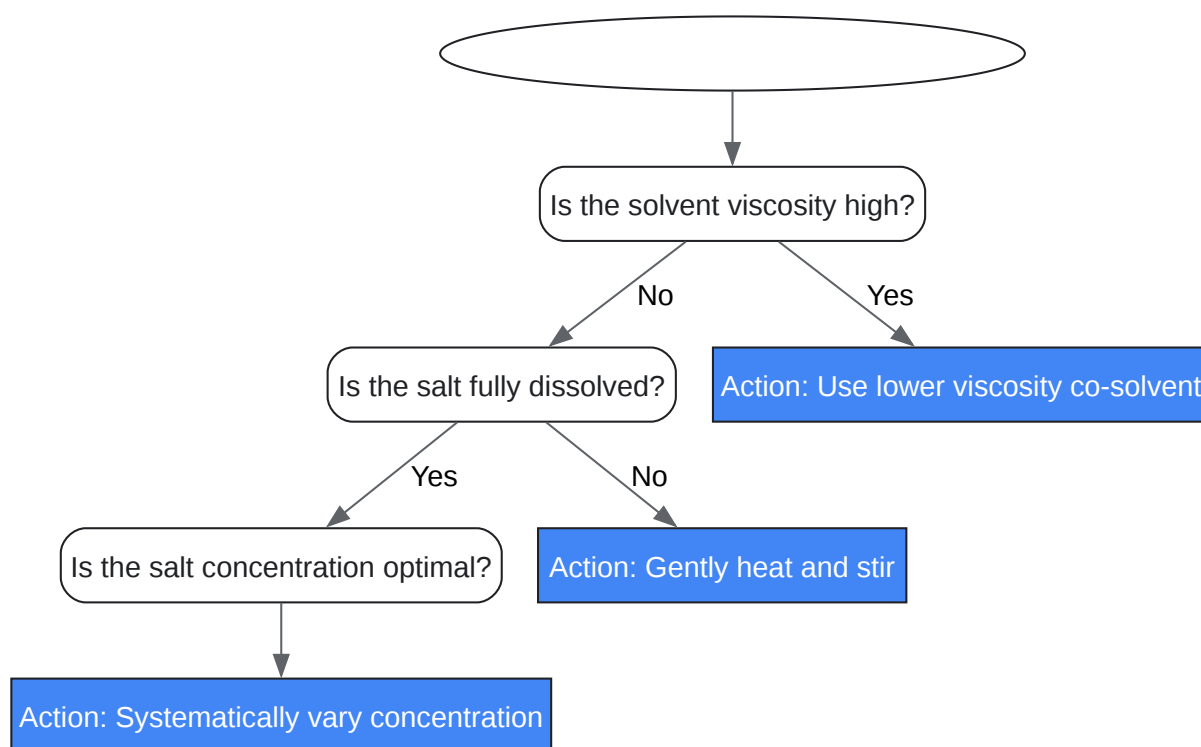 Is the solvent viscosity high?
No
Yes
Is the salt fully dissolved?
Action: Use lower viscosity co-solvent
Yes
No
Is the salt concentration optimal?
Action: Gently heat and stir
Action: Systematically vary concentration